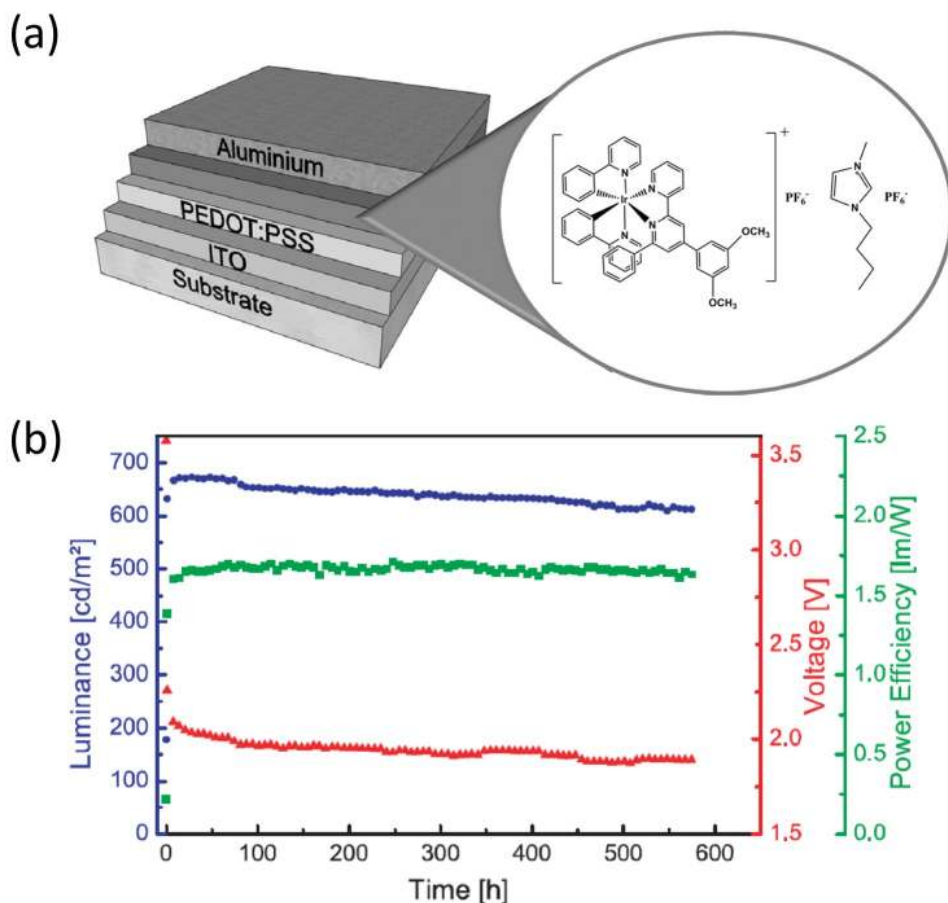 (a)
Aluminium
PEDOT:PSS
ITO
Substrate
N
N
Ir
N
N
OCH₃
OCH₃
+
PF₆⁻
N
N
PF₆⁻
(b)
Luminance [cd/m²]
700
600
500
400
300
200
100
0
0 100 200 300 400 500 600
Time [h]
3.5
3.0
2.5
2.0
1.5
Voltage [V]
2.5
2.0
1.5
1.0
0.5
0.0
Power Efficiency [lm/W]